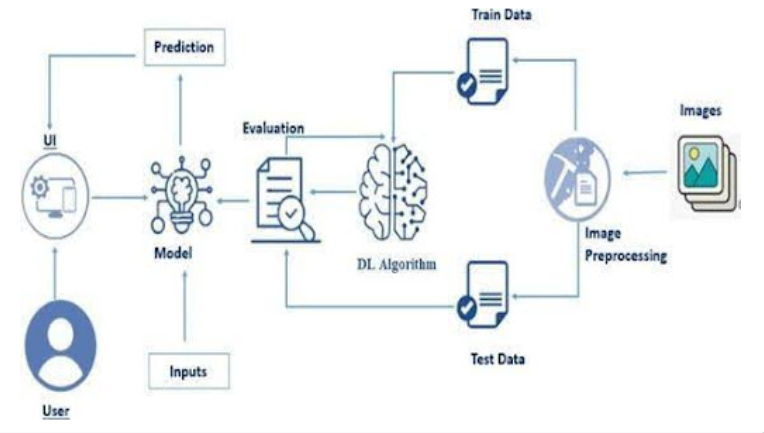 Train Data
Prediction
Images
Evaluation
UI
Image
Preprocessing
Model
DL Algorithm
Test Data
Inputs
User